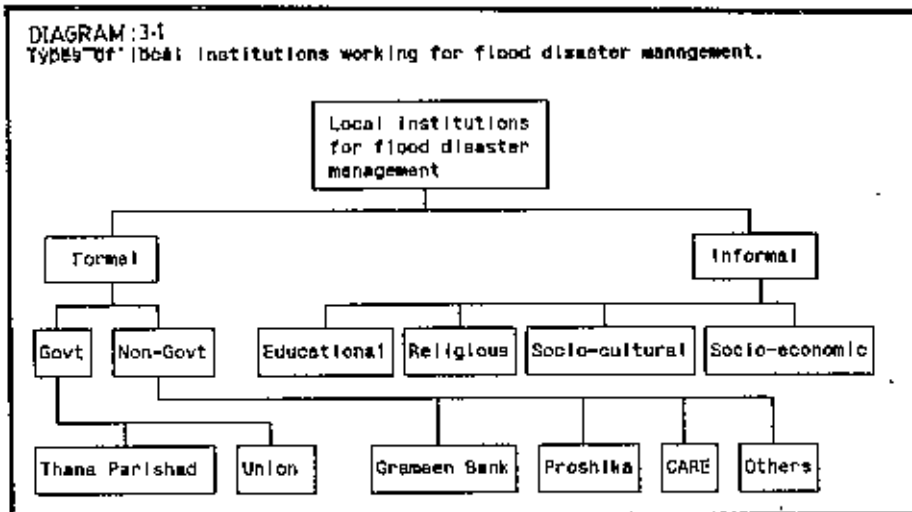 DIAGRAM:3-1
Types of local institutions working for flood disaster manngement.
Local institutions
for flood disaster
management
Formal
Informal
Govt
Non-Govt
Educational
Religious
Socio-cultural
Socio-economic
Thana Parishad
Union
Grameen Bank
Proshika
CARE
Others